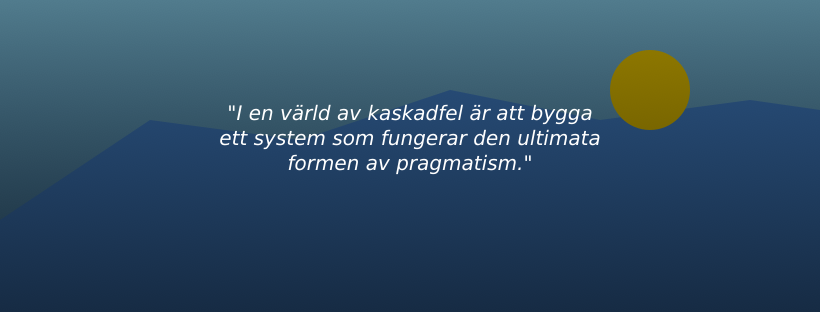 "I en värld av kaskadfel är att bygga
ett system som fungerar den ultimata
formen av pragmatism."